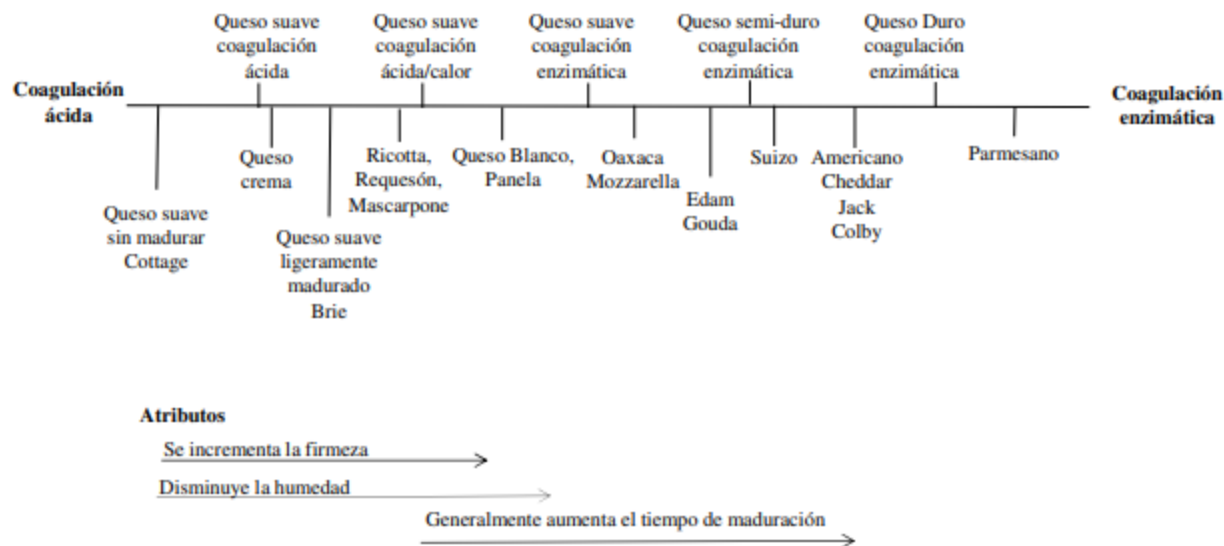 Queso suave
coagulación
ácida
Queso suave
coagulación
ácida/calor
Queso suave
coagulación
enzimática
Queso semi-duro
coagulación
enzimática
Queso Duro
coagulación
enzimática
Coagulación
ácida
Coagulación
enzimática
Queso suave
sin madurar
Cottage
Queso
crema
Queso suave
ligeramente
madurado
Brie
Ricotta,
Requesón,
Mascarpone
Queso Blanco,
Panela
Oaxaca
Mozzarella
Edam
Gouda
Suizo
Americano
Cheddar
Jack
Colby
Parmesano
Atributos
Se incrementa la firmeza
Disminuye la humedad
Generalmente aumenta el tiempo de maduración